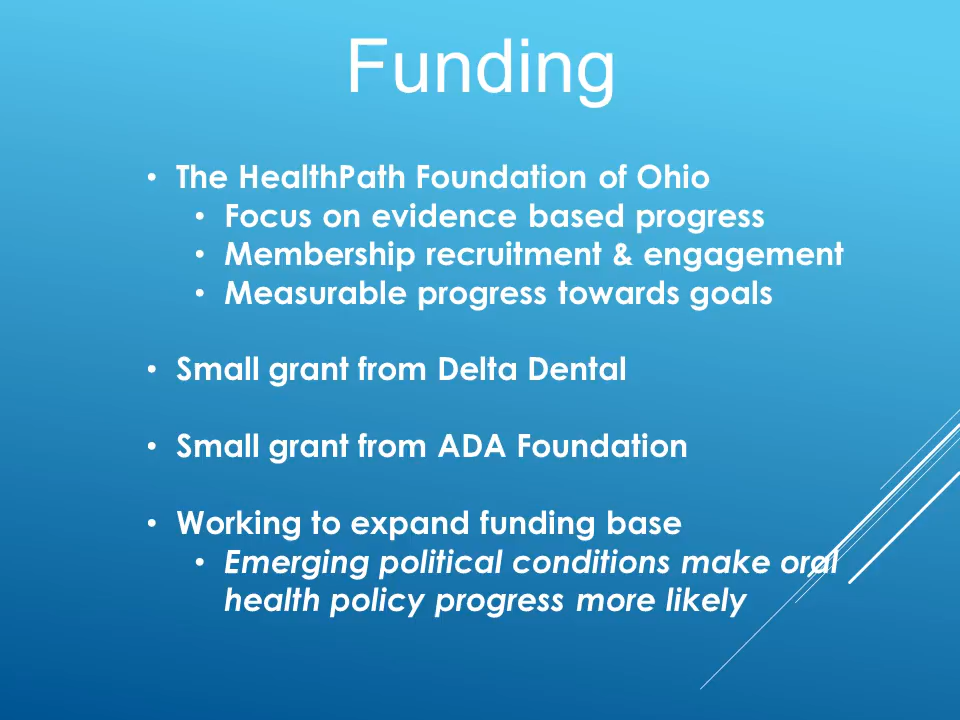 Funding
• The HealthPath Foundation of Ohio
• Focus on evidence based progress
• Membership recruitment & engagement
• Measurable progress towards goals
• Small grant from Delta Dental
• Small grant from ADA Foundation
• Working to expand funding base
• Emerging political conditions make oral
health policy progress more likely